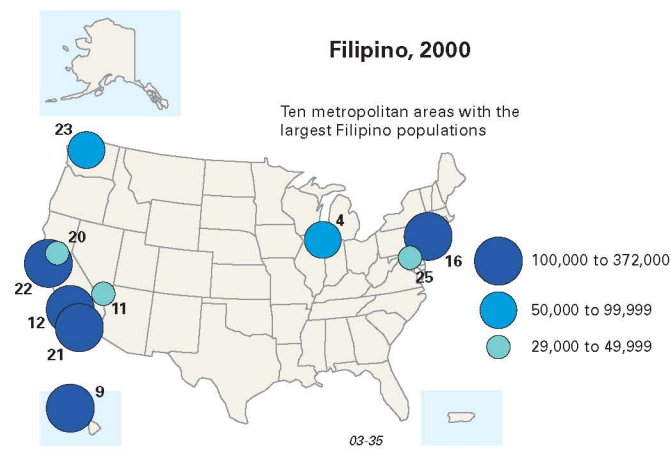 Filipino, 2000
Ten metropolitan areas with the
largest Filipino populations
23
4
20
16
25
22
11
12
21
9
100,000 to 372,000
50,000 to 99,999
29,000 to 49,999
03-35